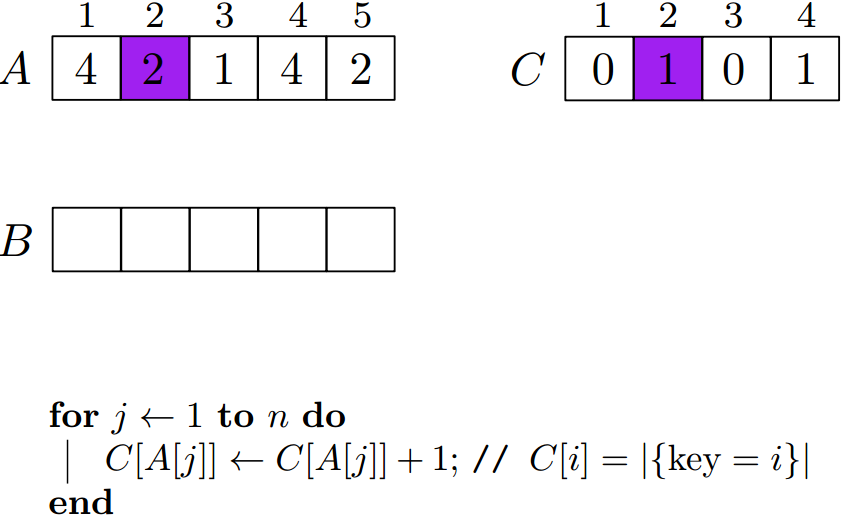 1 2 3 4 5 1 2 3 4
A 4 2 1 4 2 C 0 1 0 1
B
for j ← 1 to n do
C[A[j]] ← C[A[j]] + 1; // C[i] = |{key = i}|
end